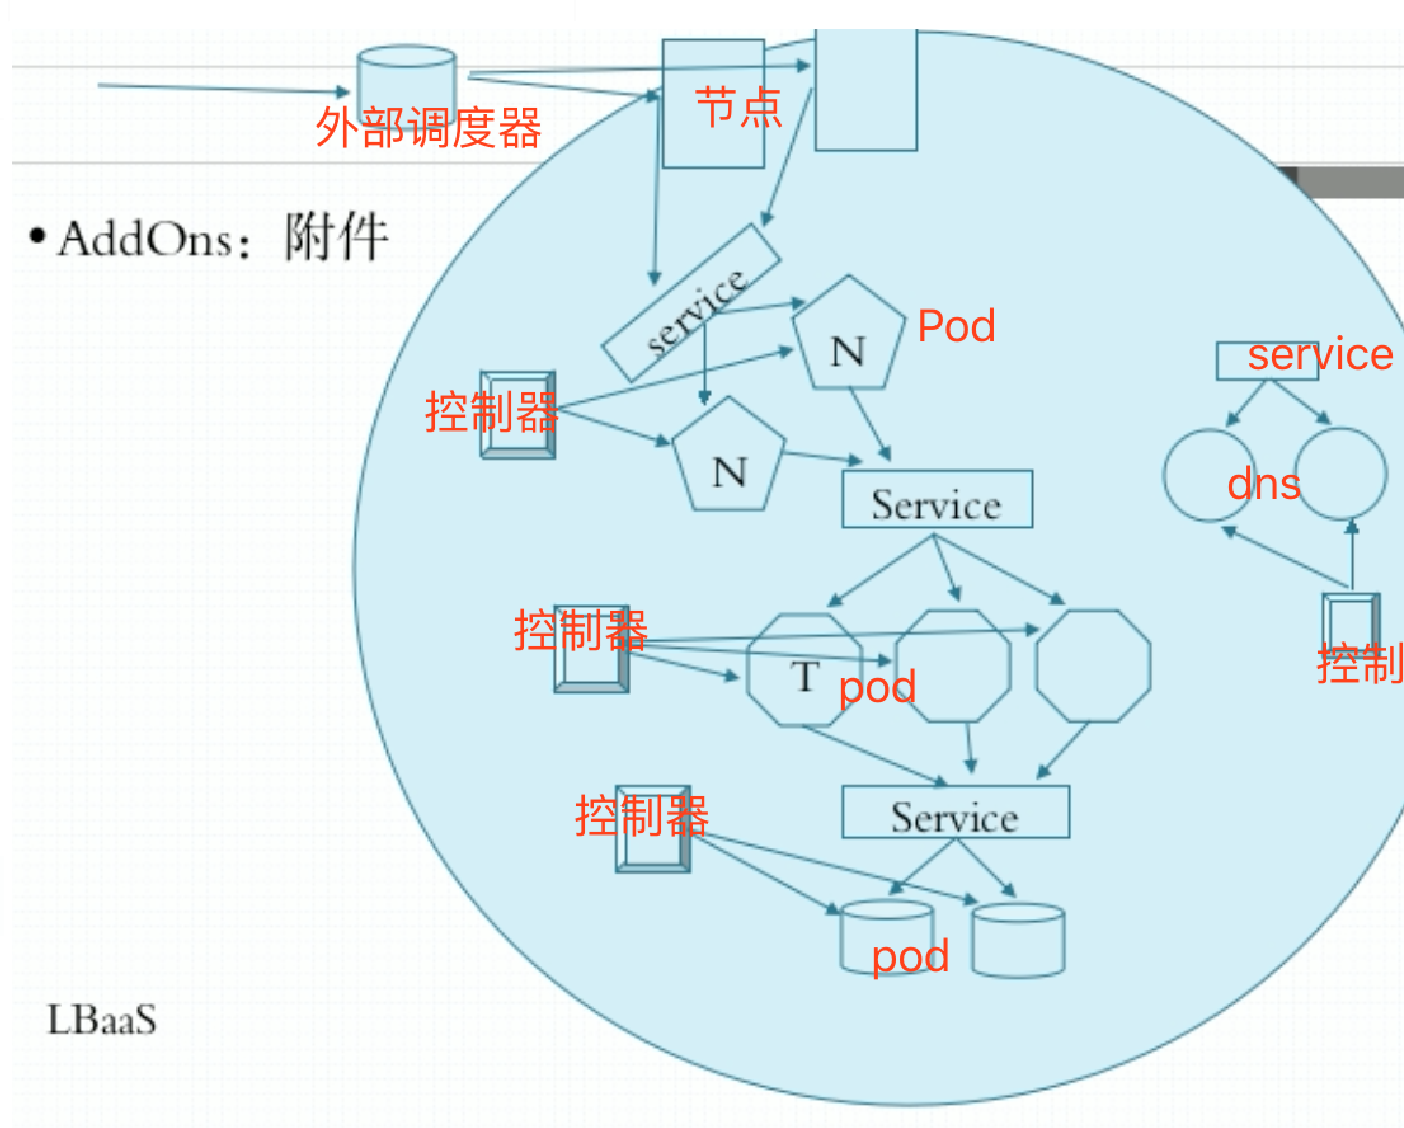 外部调度器
节点
• AddOns：附件
service
N
Pod
service
控制器
N
dns
Service
控制器
控制
T
pod
控制器
Service
pod
LBaaS